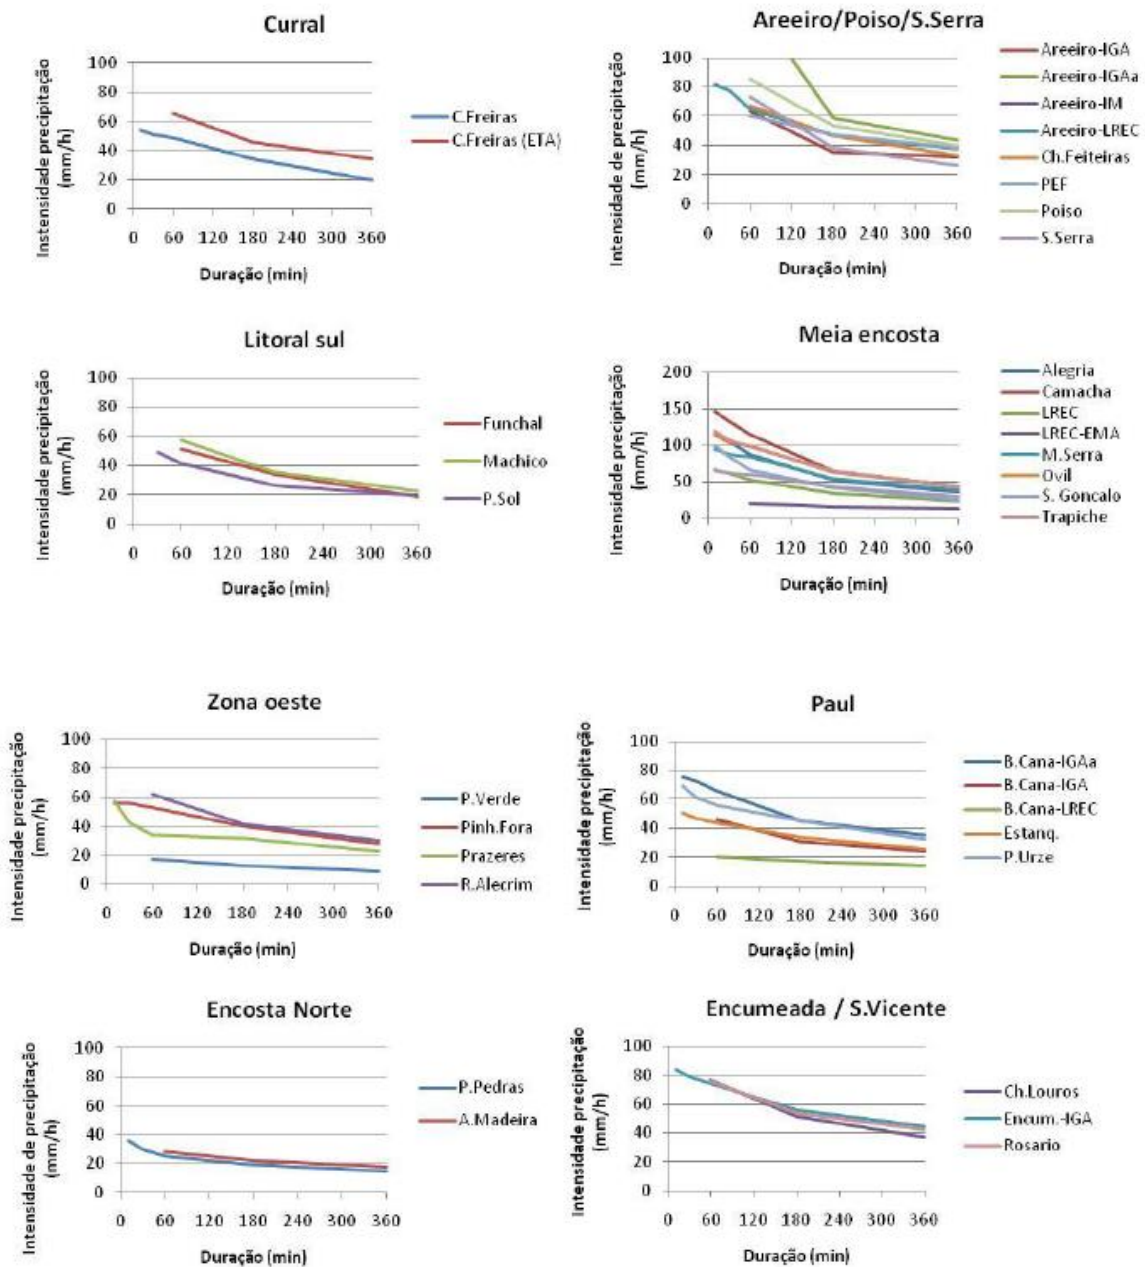 Curral
Instensidade precipitação
(mm/h)
100
80
60
40
20
0
0 60 120 180 240 300 360
Duração (min)
C.Freiras
C.Freiras (ETA)
Areeiro/Poiso/S.Serra
Intensidade de precipitação
(mm/h)
100
80
60
40
20
0
0 60 120 180 240 300 360
Duração (min)
Areeiro-IGA
Areeiro-IGAa
Areeiro-IM
Areeiro-LREC
Ch.Feiteiras
PEF
Poiso
S.Serra
Litoral sul
Intensidade precipitação
(mm/h)
100
80
60
40
20
0
0 60 120 180 240 300 360
Duração (min)
Funchal
Machico
P.Sol
Meia encosta
Intensidade precipitação
(mm/h)
200
150
100
50
0
0 60 120 180 240 300 360
Duração (min)
Alegria
Camacha
LREC
LREC-EMA
M.Serra
Ovil
S. Goncalo
Trapiche
Zona oeste
Intensidade precipitação
(mm/h)
100
80
60
40
20
0
0 60 120 180 240 300 360
Duração (min)
P.Verde
Pinh.Fora
Prazeres
R.Alecrim
Paul
Intensidade precipitação
(mm/h)
100
80
60
40
20
0
0 60 120 180 240 300 360
Duração (min)
B.Cana-IGAa
B.Cana-IGA
B.Cana-LREC
Estanq.
P.Urze
Encosta Norte
Intensidade de precipitação
(mm/h)
100
80
60
40
20
0
0 60 120 180 240 300 360
Duração (min)
P.Pedras
A.Madeira
Encumeada / S.Vicente
Intensidade precipitação
(mm/h)
100
80
60
40
20
0
0 60 120 180 240 300 360
Duração (min)
Ch.Louros
Encum.-IGA
Rosario